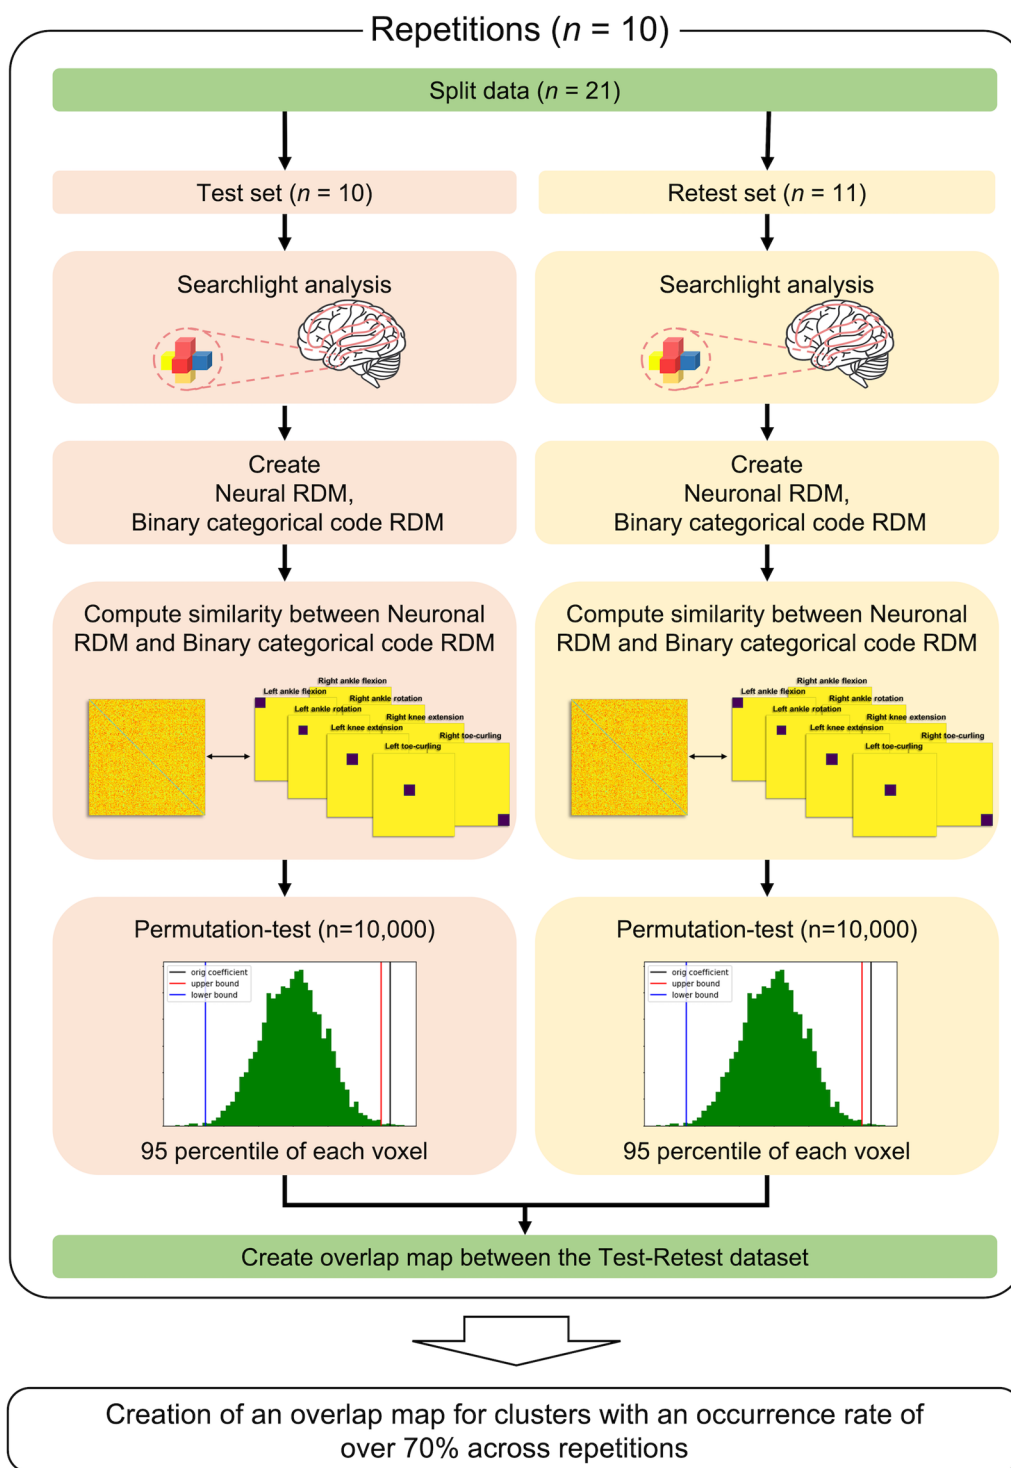 Repetitions (n = 10)
Split data (n = 21)
Test set (n = 10)
Retest set (n = 11)
Searchlight analysis
Searchlight analysis
Create
Neural RDM,
Binary categorical code RDM
Create
Neuronal RDM,
Binary categorical code RDM
Compute similarity between Neuronal
RDM and Binary categorical code RDM
Right ankle flexion
Left ankle flexion
Right ankle rotation
Left ankle rotation
Right knee extension
Left knee extension
Right toe-curling
Left toe-curling
Compute similarity between Neuronal
RDM and Binary categorical code RDM
Right ankle flexion
Left ankle flexion
Right ankle rotation
Left ankle rotation
Right knee extension
Left knee extension
Right toe-curling
Left toe-curling
Permutation-test (n=10,000)
orig coefficient
upper bound
lower bound
95 percentile of each voxel
Permutation-test (n=10,000)
orig coefficient
upper bound
lower bound
95 percentile of each voxel
Create overlap map between the Test-Retest dataset
Creation of an overlap map for clusters with an occurrence rate of
over 70% across repetitions